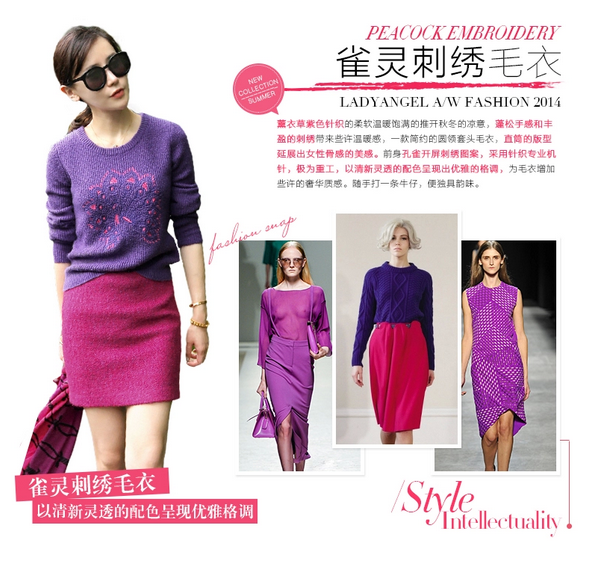 PEACOCK EMBROIDERY
雀灵刺绣毛衣
NEW
COLLECTION
SUMMER
LADYANGEL A/W FASHION 2014
薰衣草紫色针织的柔软温暖饱满的推开秋冬的凉意，蓬松手感和丰
盈的刺绣带来些许温暖感，一款简约的圆领套头毛衣，直筒的版型
延展出女性骨感的美感。前身孔雀开屏刺绣图案，采用针织专业机
针，极为重工，以清新灵透的配色呈现出优雅的格调，为毛衣增加
些许的奢华质感。随手打一条牛仔，便独具韵味。
fashion snap
雀灵刺绣毛衣
以清新灵透的配色呈现优雅格调
/Style
Intellectuality